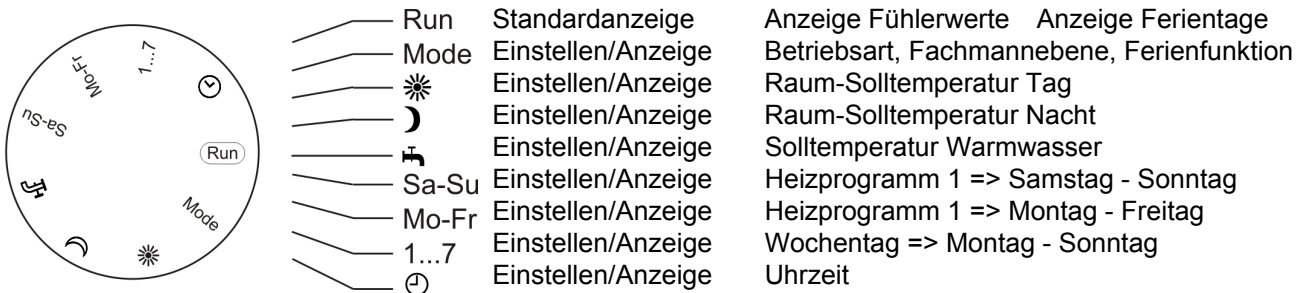 1...7
Mo-Fr
Sa-Su
Run
Mode
Run Standardanzeige Anzeige Fühlerwerte Anzeige Ferientage
Mode Einstellen/Anzeige Betriebsart, Fachmannebene, Ferienfunktion
Einstellen/Anzeige Raum-Solltemperatur Tag
Einstellen/Anzeige Raum-Solltemperatur Nacht
Einstellen/Anzeige Solltemperatur Warmwasser
Sa-Su Einstellen/Anzeige Heizprogramm 1 => Samstag - Sonntag
Mo-Fr Einstellen/Anzeige Heizprogramm 1 => Montag - Freitag
1...7 Einstellen/Anzeige Wochentag => Montag - Sonntag
Einstellen/Anzeige Uhrzeit